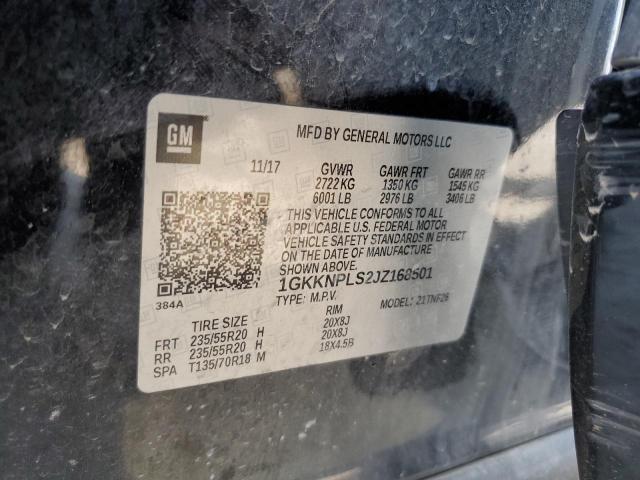 GM
MFD BY GENERAL MOTORS LLC
11/17 GVWR GAWR FRT GAWR RR
2722 KG 1350 KG 1545 KG
6001 LB 2976 LB 3406 LB
THIS VEHICLE CONFORMS TO ALL
APPLICABLE U.S. FEDERAL MOTOR
VEHICLE SAFETY STANDARDS IN EFFECT
ON THE DATE OF MANUFACTURE
SHOWN ABOVE.
384A
1GKKNPLS2JZ168501
TYPE: M.P.V. MODEL: 21TNF26
TIRE SIZE RIM
FRT 235/55R20 H 20X8J
RR 235/55R20 H 20X8J
SPA T135/70R18 M 18X4.5B